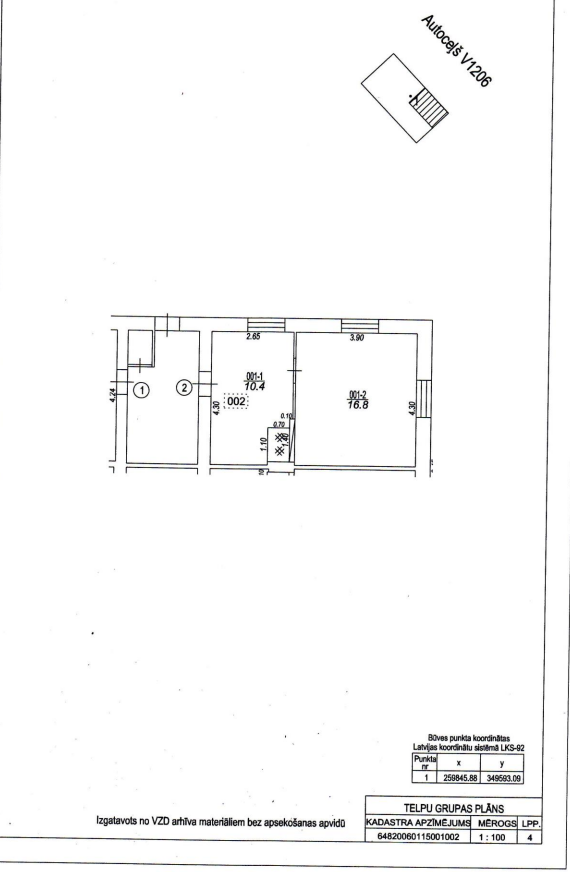 Autoceļš V1206
2.65
3.90
001-1
10.4
001-2
16.8
1
2
4.24
4.30
002
4.30
0.10
0.70
1.10
1.40
Būves punkta koordinātas
Latvijas koordinātu sistēmā LKS-92
Punkta nr x y
1 259845.88 349593.09
TELPU GRUPAS PLĀNS
KADASTRA APZĪMĒJUMS MĒROGS LPP.
64820060115001002 1 : 100 4
Izgatavots no VZD arhīva materiāliem bez apsekošanas apvidū